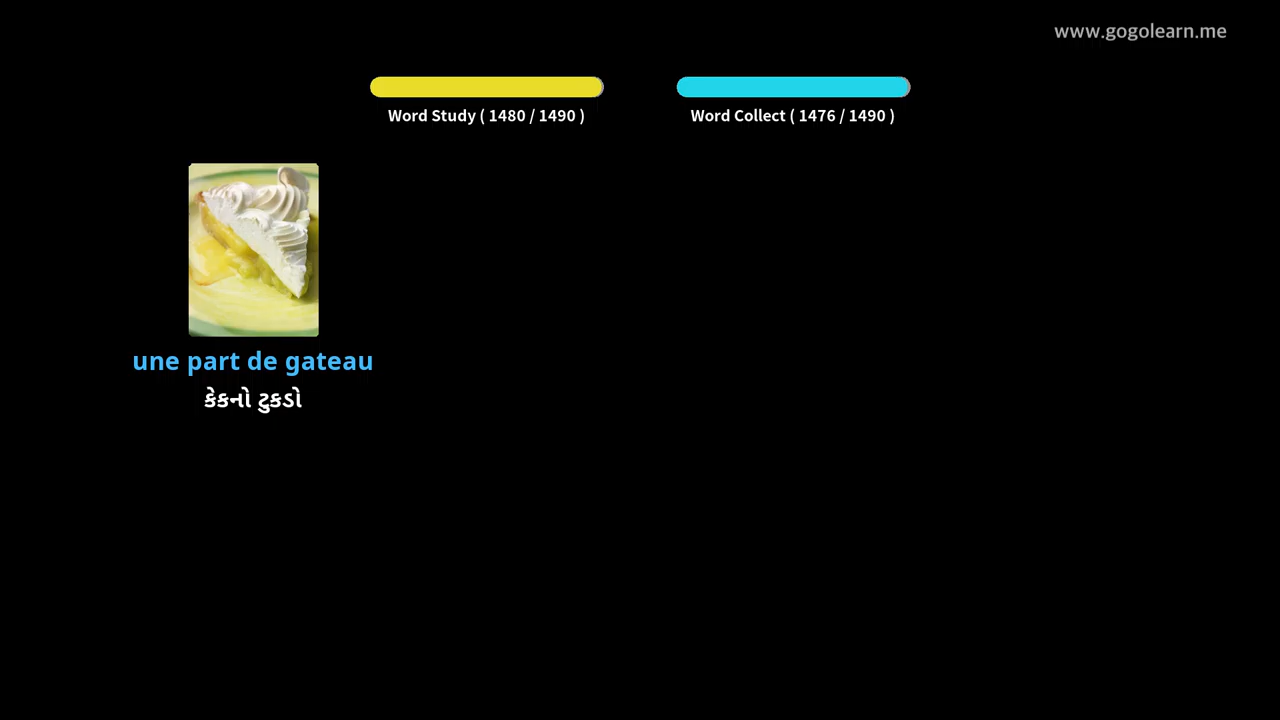 www.gogolearn.me
Word Study ( 1480 / 1490 )
Word Collect ( 1476 / 1490 )
une part de gateau
કેકનો ટુકડો